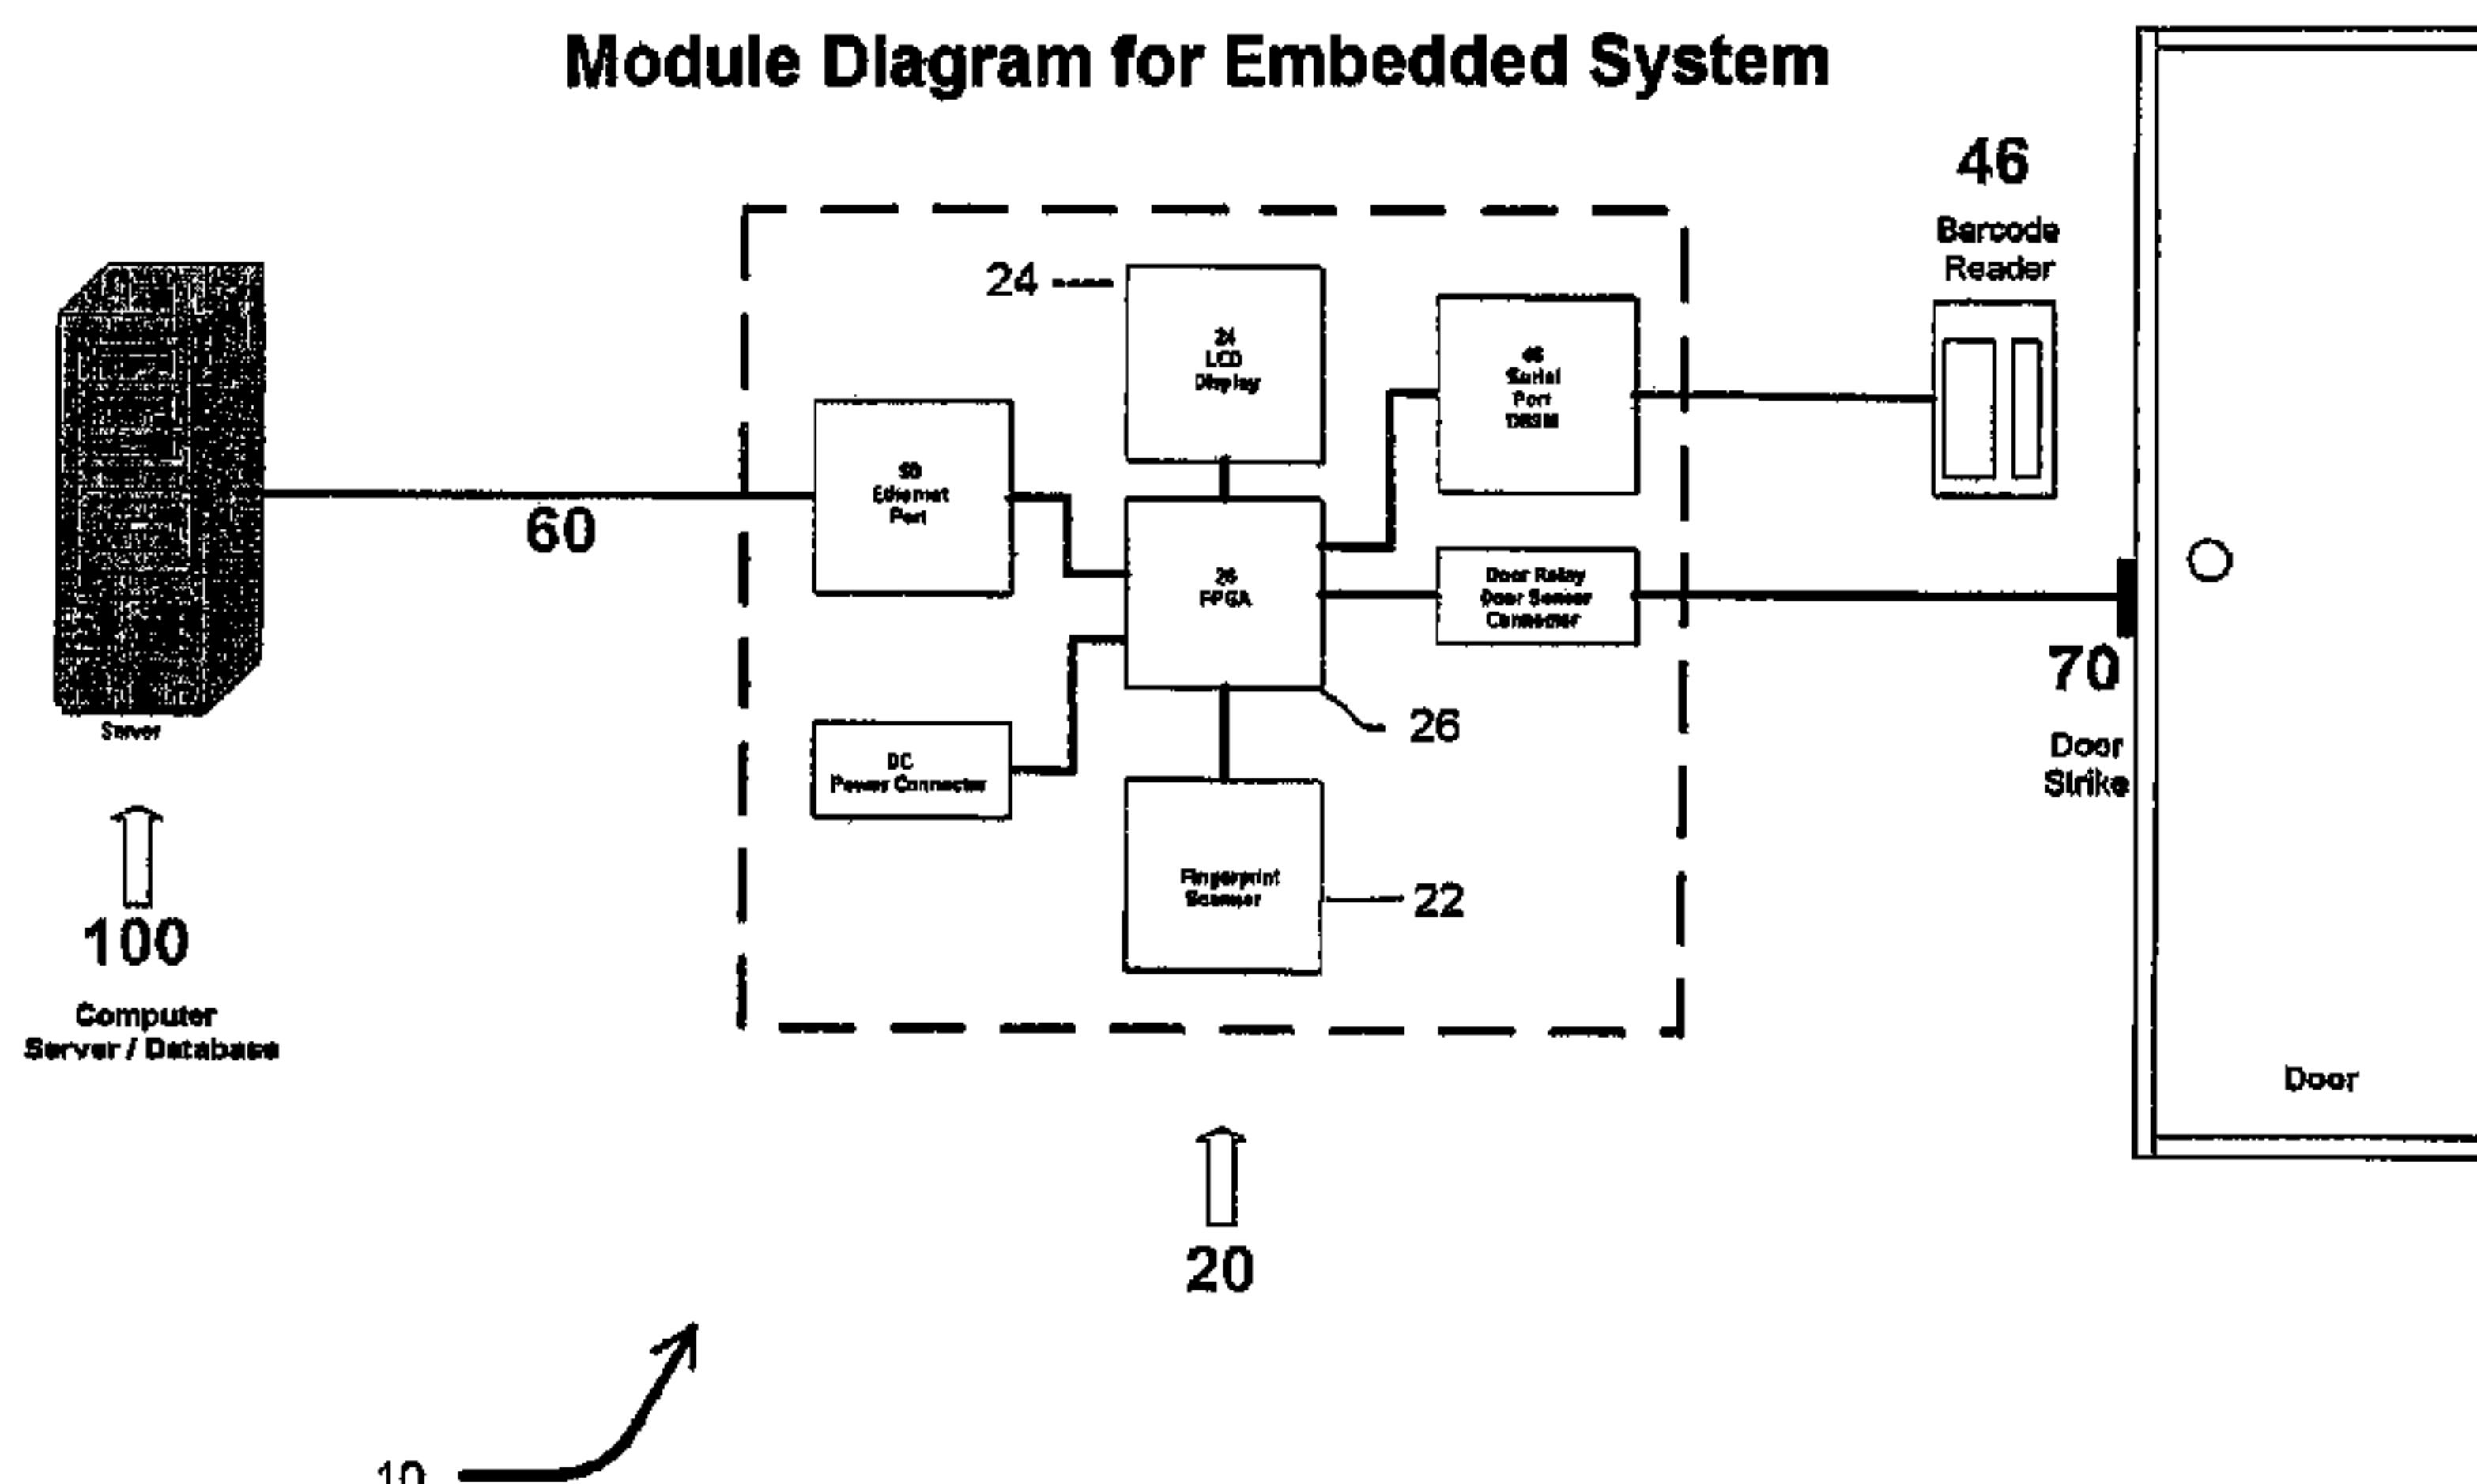 Module Diagram for Embedded System
46
Barcode
Reader
24
24
LCD
Display
Serial
Port
Ethernet
Port
60
26
FPGA
Door Relay
Door Sensor
Connector
70
Door
Strike
26
Server
DC
Power Connector
Fingerprint
Scanner
22
100
Computer
Server / Database
Door
20
10